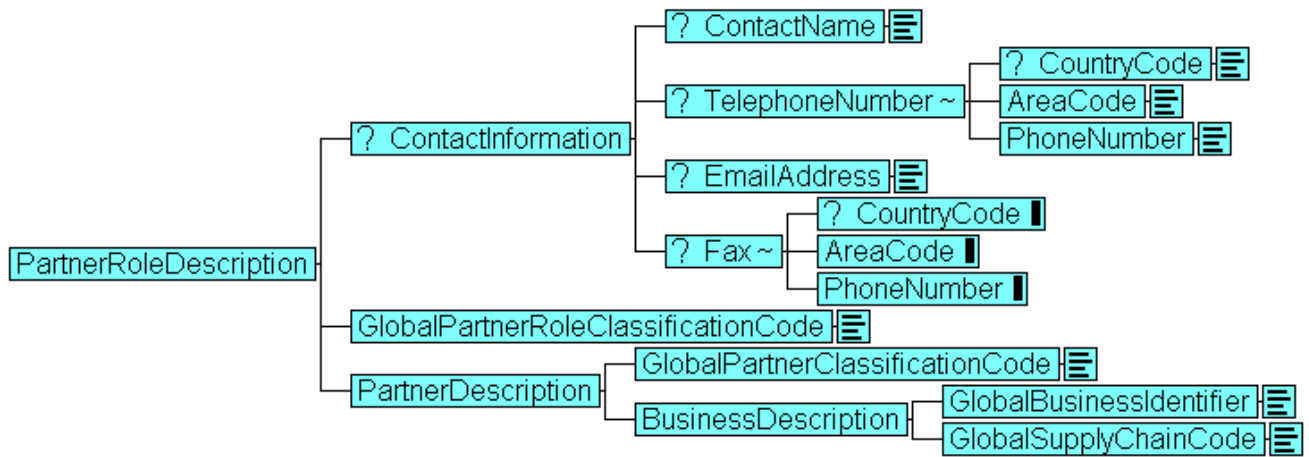 ? ContactName
? CountryCode
? TelephoneNumber ~
AreaCode
? ContactInformation
PhoneNumber
? EmailAddress
? CountryCode
? Fax ~
AreaCode
PartnerRoleDescription
PhoneNumber
GlobalPartnerRoleClassificationCode
GlobalPartnerClassificationCode
PartnerDescription
GlobalBusinessIdentifier
BusinessDescription
GlobalSupplyChainCode